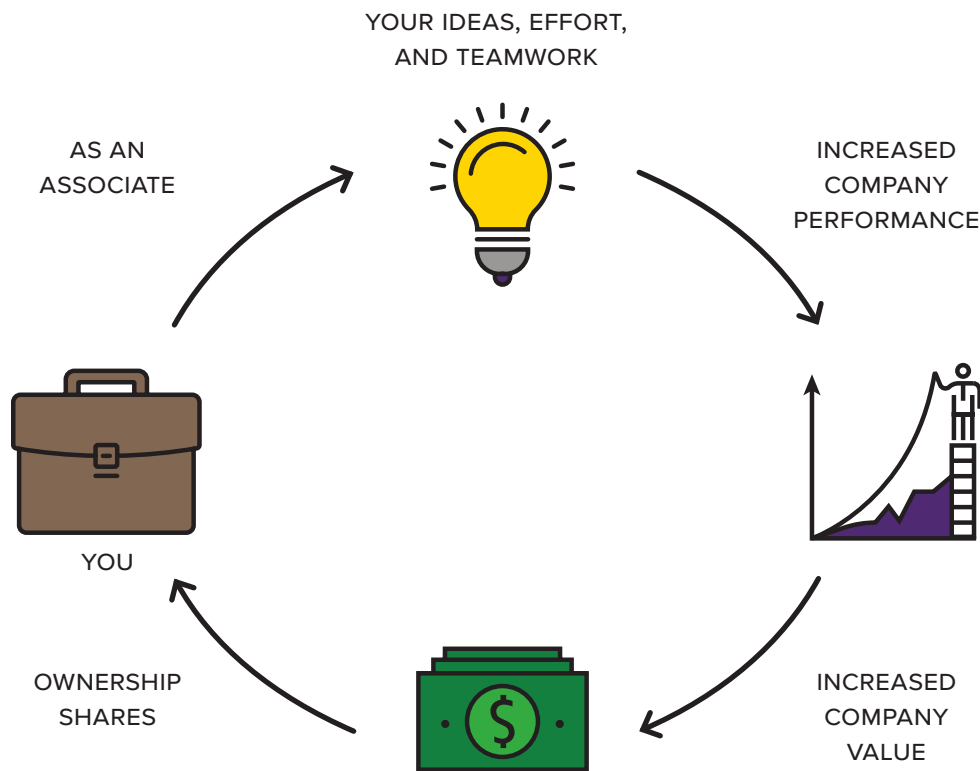 YOUR IDEAS, EFFORT,
AND TEAMWORK
AS AN
ASSOCIATE
INCREASED
COMPANY
PERFORMANCE
YOU
OWNERSHIP
SHARES
$
INCREASED
COMPANY
VALUE